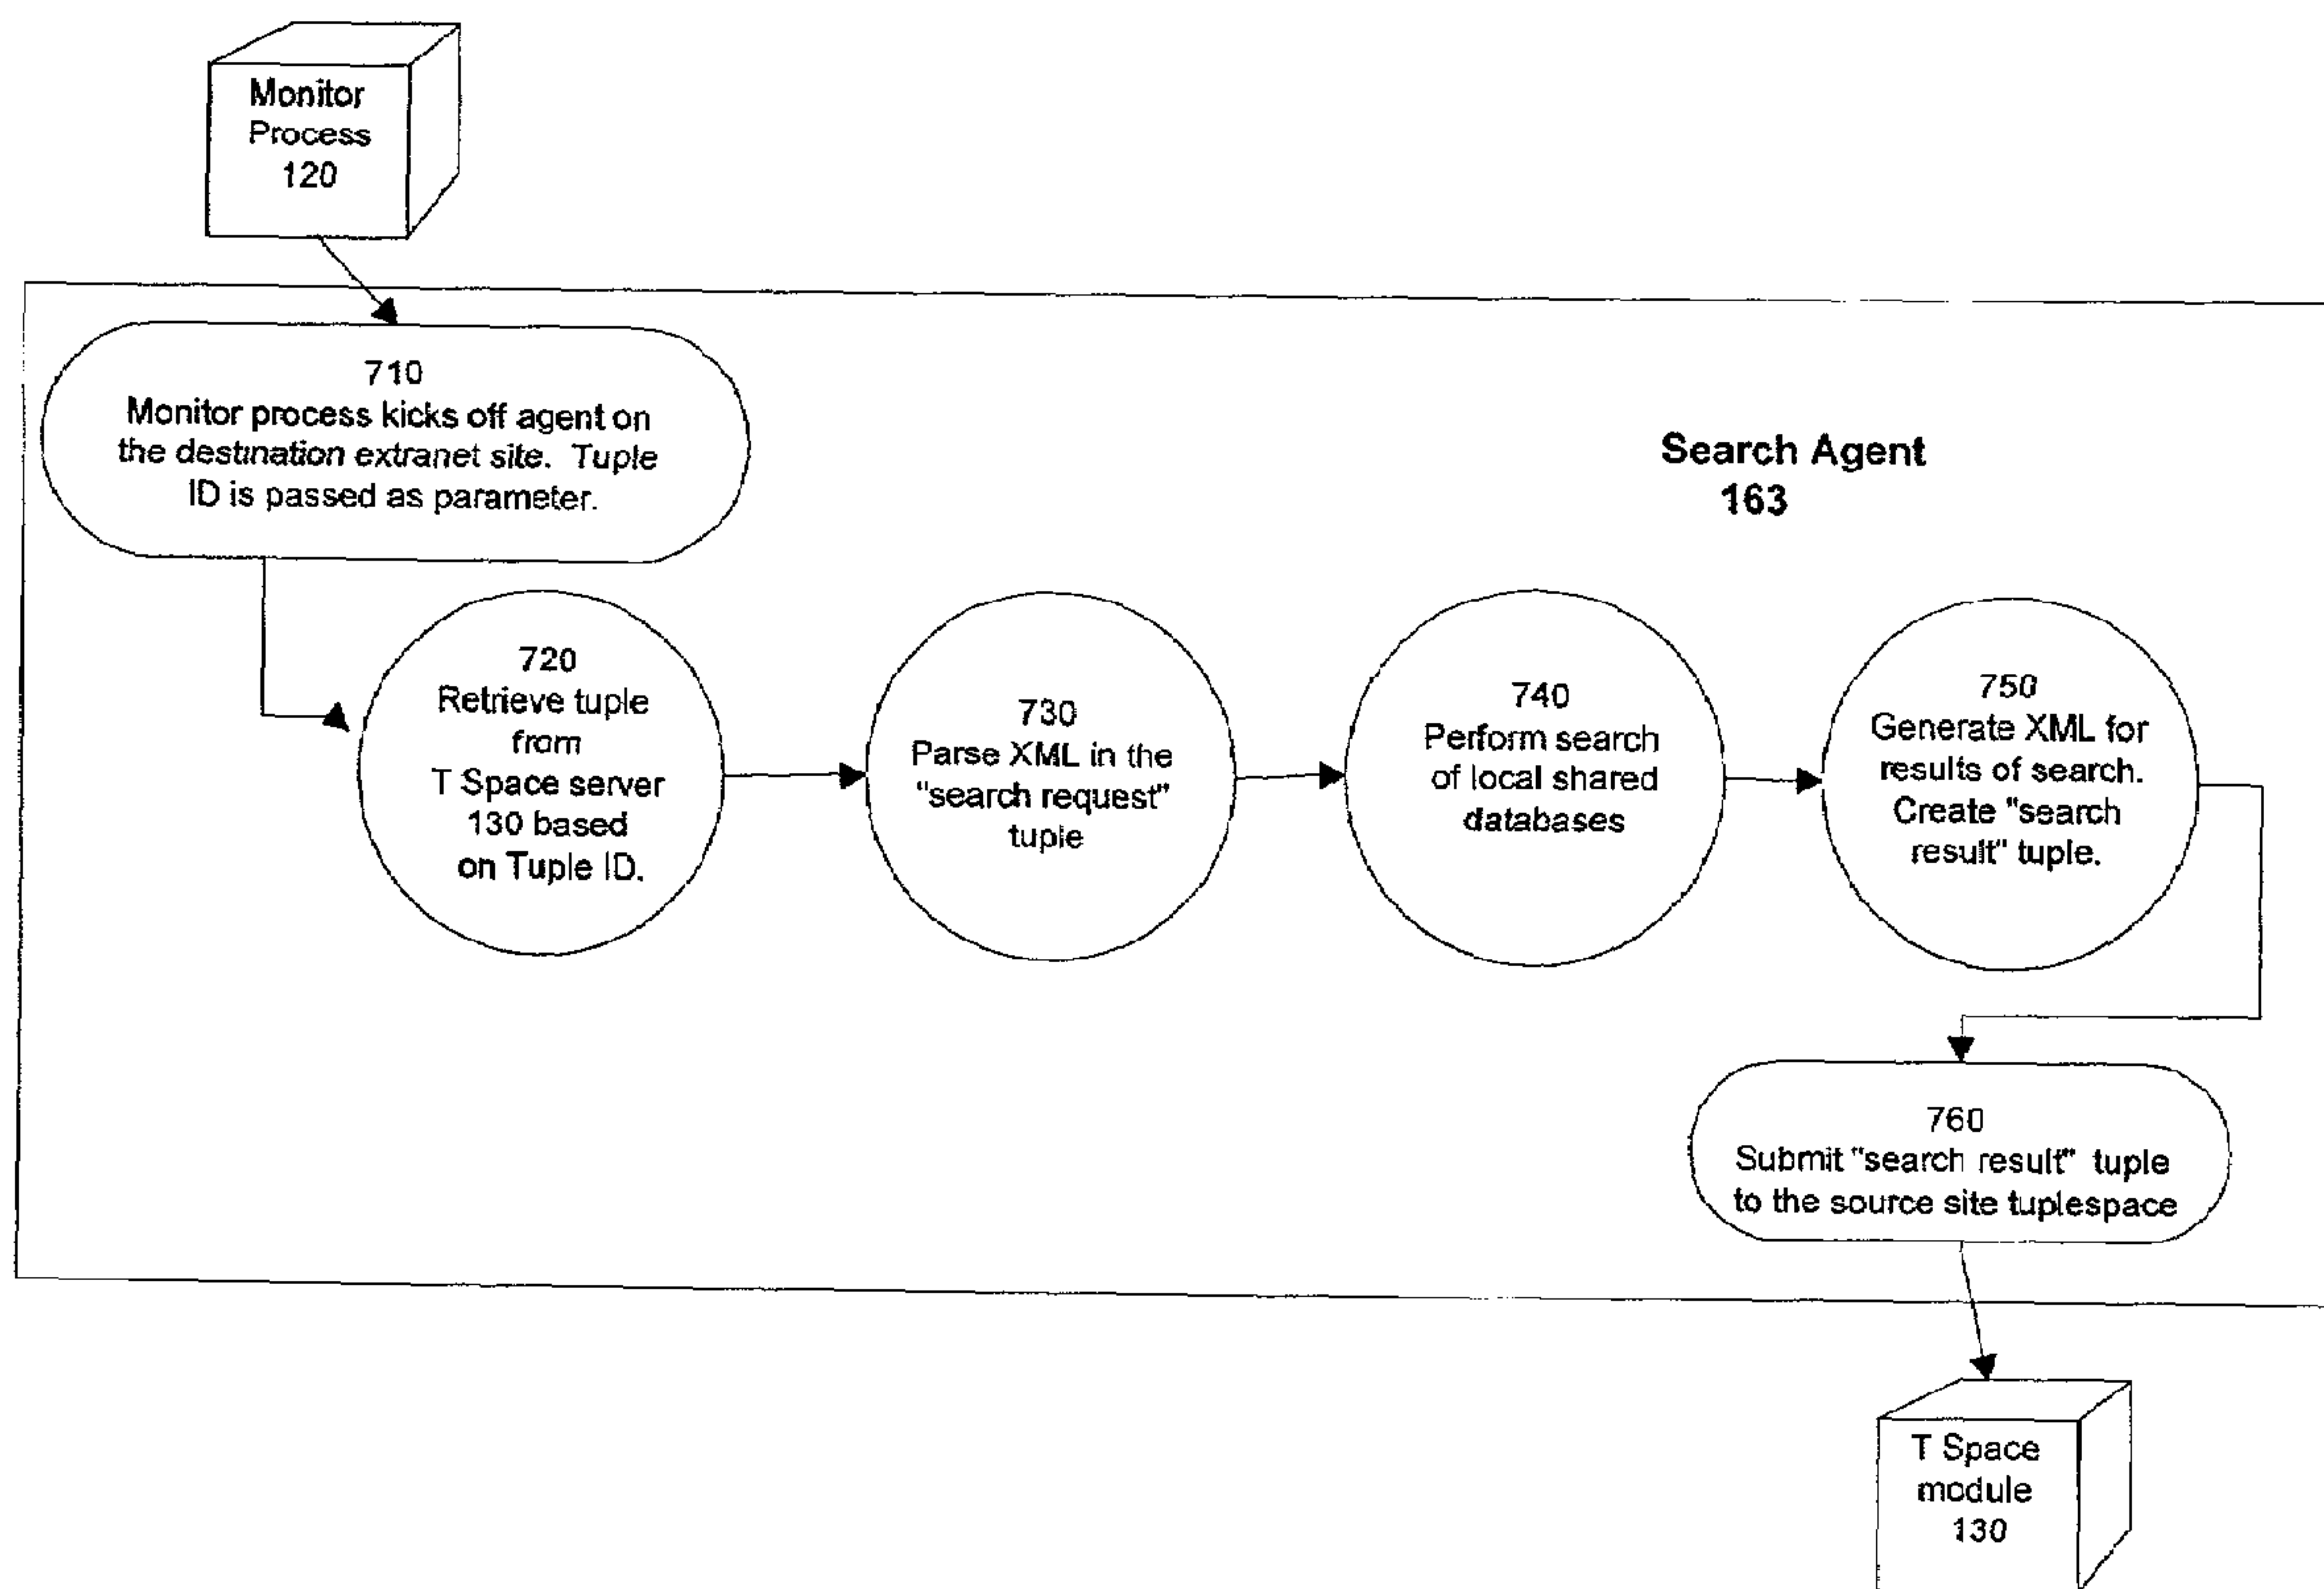 Monitor
Process
120
710
Monitor process kicks off agent on
the destination extranet site. Tuple
ID is passed as parameter.
Search Agent
163
720
Retrieve tuple
from
T Space server
130 based
on Tuple ID.
730
Parse XML in the
"search request"
tuple
740
Perform search
of local shared
databases
750
Generate XML for
results of search.
Create "search
result" tuple.
760
Submit "search result" tuple
to the source site tuplespace
T Space
module
130